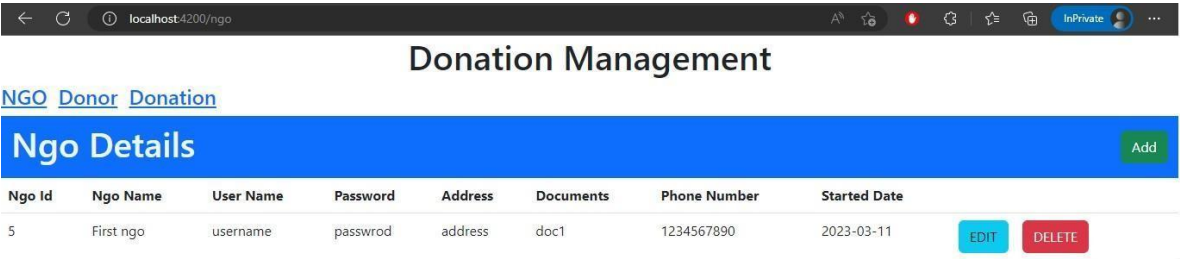 localhost:4200/ngo InPrivate
Donation Management
NGO Donor Donation
Ngo Details Add
Ngo Id Ngo Name User Name Password Address Documents Phone Number Started Date
5 First ngo username passwrod address doc1 1234567890 2023-03-11 EDIT DELETE